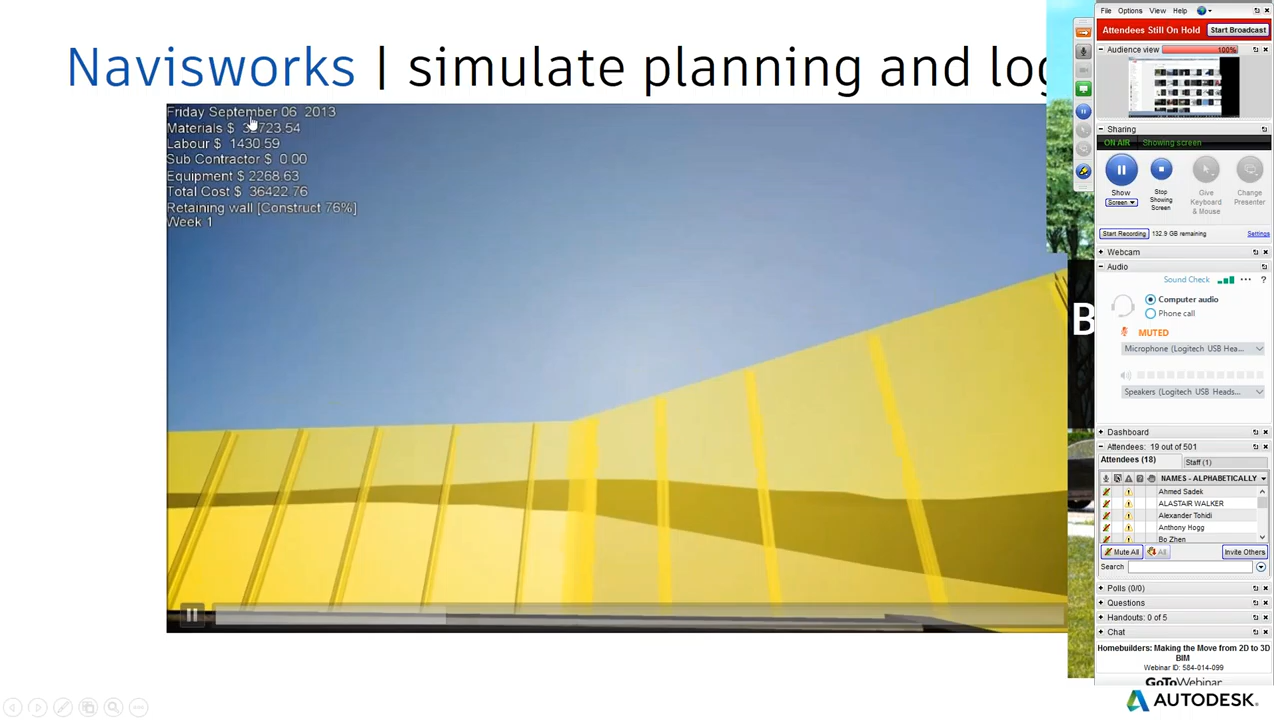 Navisworks | simulate planning and log
Friday September 06 2013
Materials $
Labour $ 1430.59
Sub Contractor $ 0.00
Equipment $ 2268.63
Total Cost $ 36422.76
Retaining wall [Construct 76%]
Week 1
B
File Options View Help
Attendees Still On Hold
Start Broadcast
Audience view
100%
Sharing
ON AIR Showing screen
Show
Screen
Stop
Showing
Screen
Give
Keyboard
& Mouse
Change
Presenter
Start Recording 132.9 GB remaining Settings
Webcam
Audio
Sound Check ?
Computer audio
Phone call
MUTED
Microphone (Logitech USB Hea...
Speakers (Logitech USB Heads...
Dashboard
Attendees: 19 out of 501
Attendees (18) Staff (1)
NAMES - ALPHABETICALLY
Ahmed Sadek
ALASTAIR WALKER
Alexander Tohidi
Anthony Hogg
Bo Zhen
Mute All All Invite Others
Search
Polls (0/0)
Questions
Handouts: 0 of 5
Chat
Homebuilders: Making the Move from 2D to 3D
BIM
Webinar ID: 584-014-099
GoToWebinar
AUTODESK.